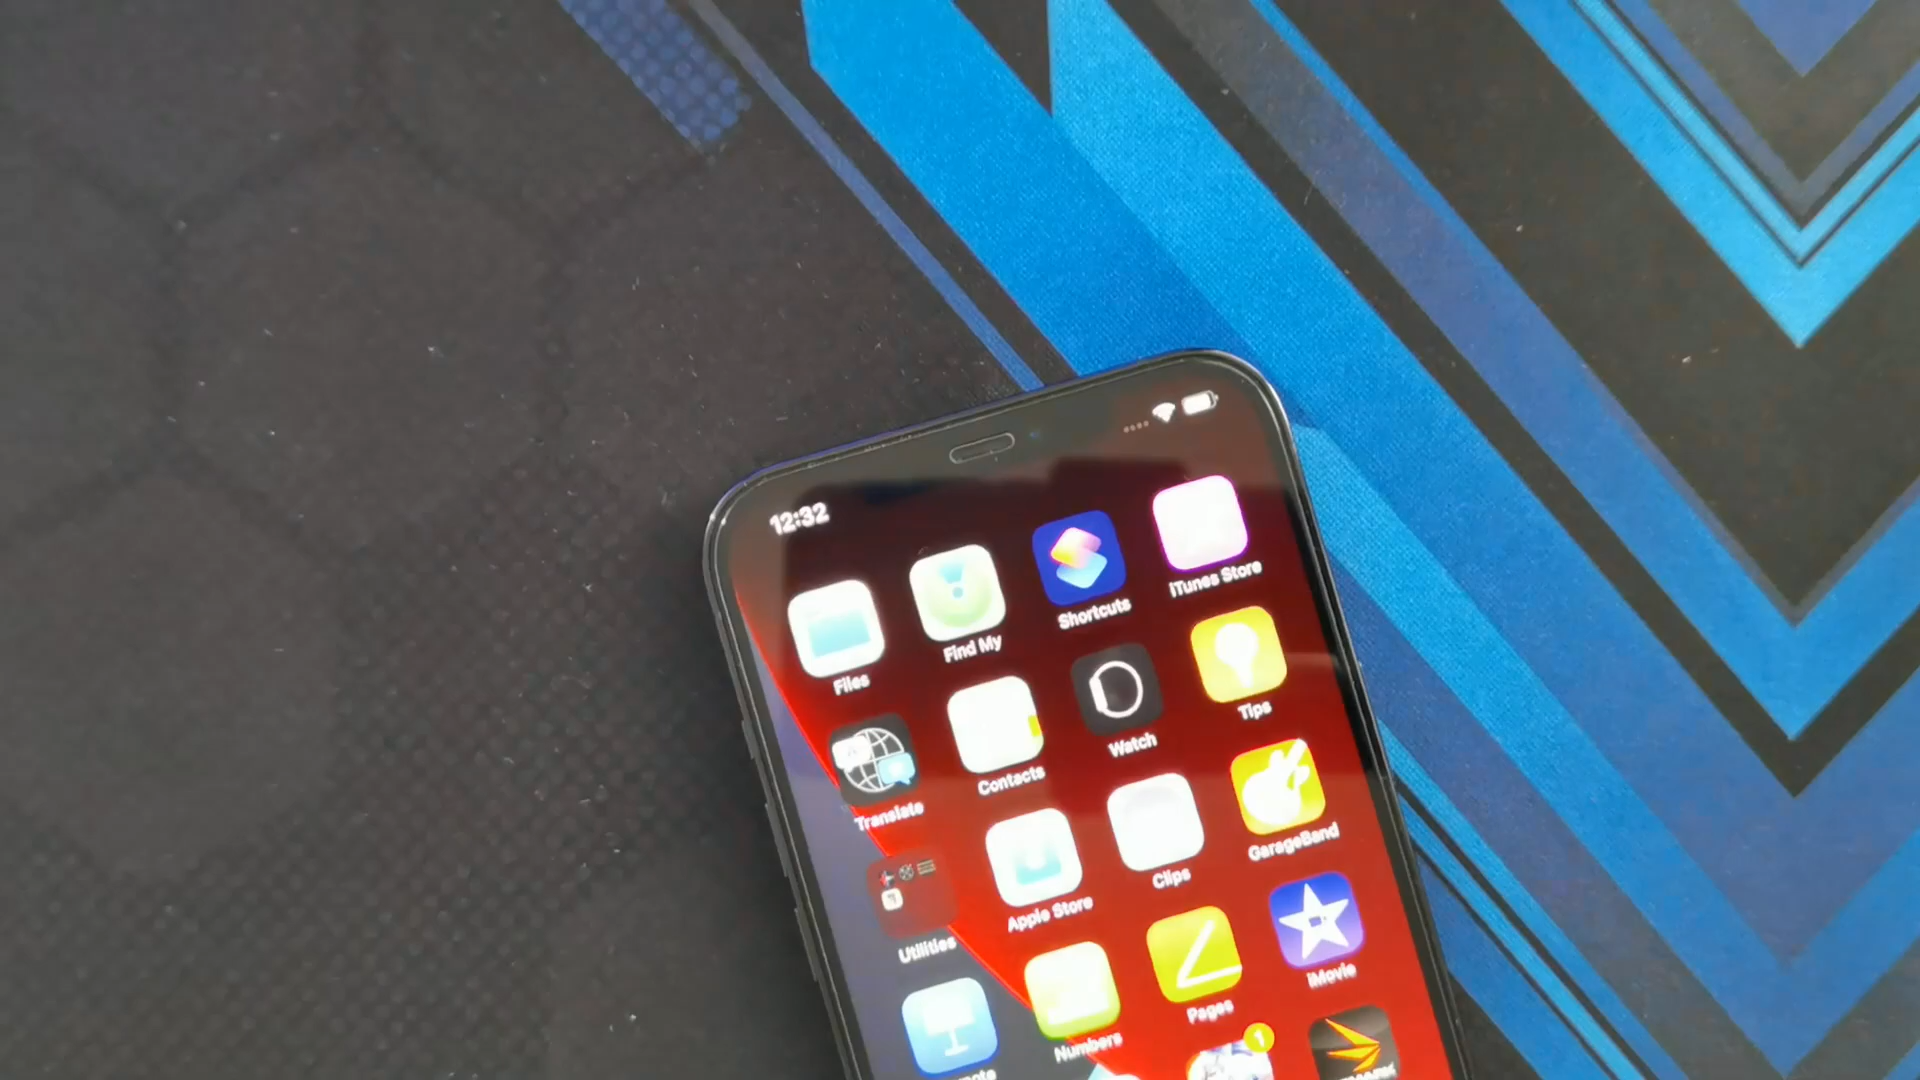 12:32
Files
Find My
Shortcuts
iTunes Store
Translate
Contacts
Watch
Tips
Utilities
Apple Store
Clips
GarageBand
Numbers
Pages
iMovie
1